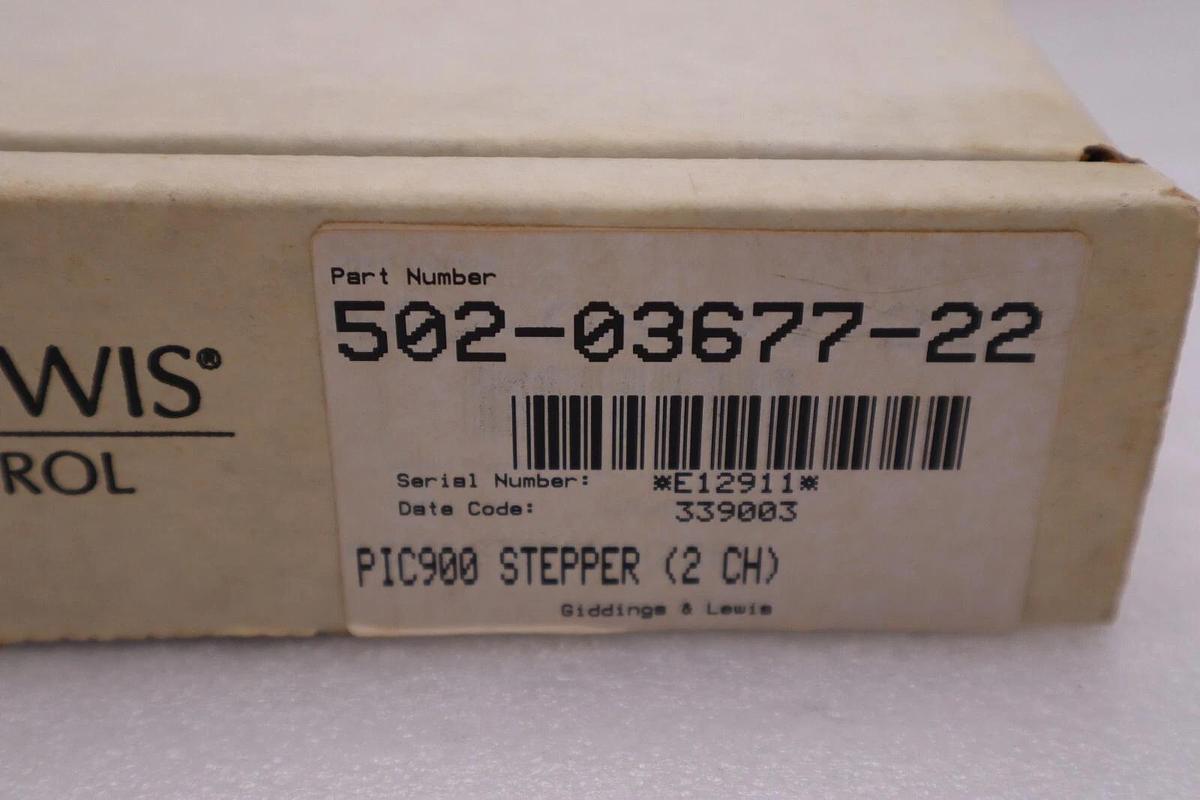 Part Number
502-03677-22
Serial Number: *E12911*
Date Code: 339003
PIC900 STEPPER (2 CH)
Giddings & Lewis
WIS®
ROL